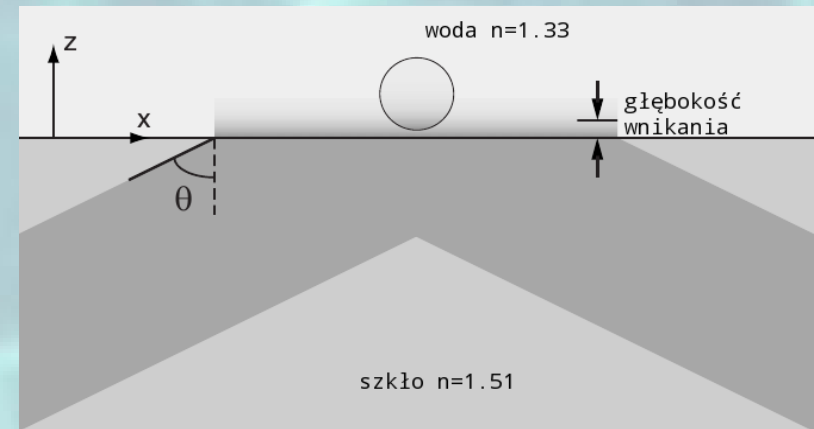 woda n=1.33
z
x
głębokość
wnikania
θ
szkło n=1.51